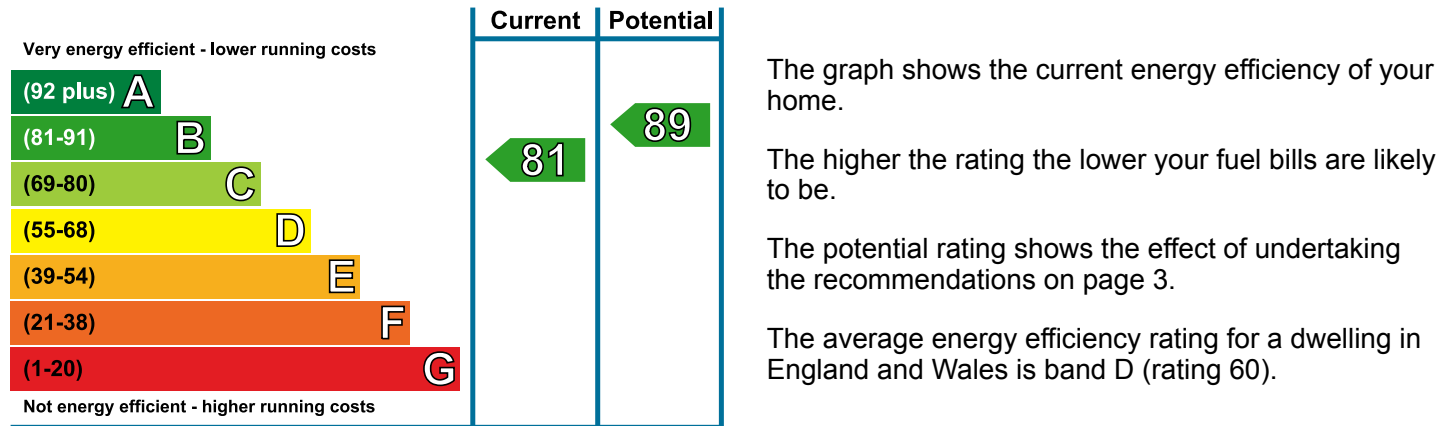 Current Potential
Very energy efficient - lower running costs
(92 plus) A
(81-91) B
(69-80) C
(55-68) D
(39-54) E
(21-38) F
(1-20) G
Not energy efficient - higher running costs
81
89
The graph shows the current energy efficiency of your
home.
The higher the rating the lower your fuel bills are likely
to be.
The potential rating shows the effect of undertaking
the recommendations on page 3.
The average energy efficiency rating for a dwelling in
England and Wales is band D (rating 60).